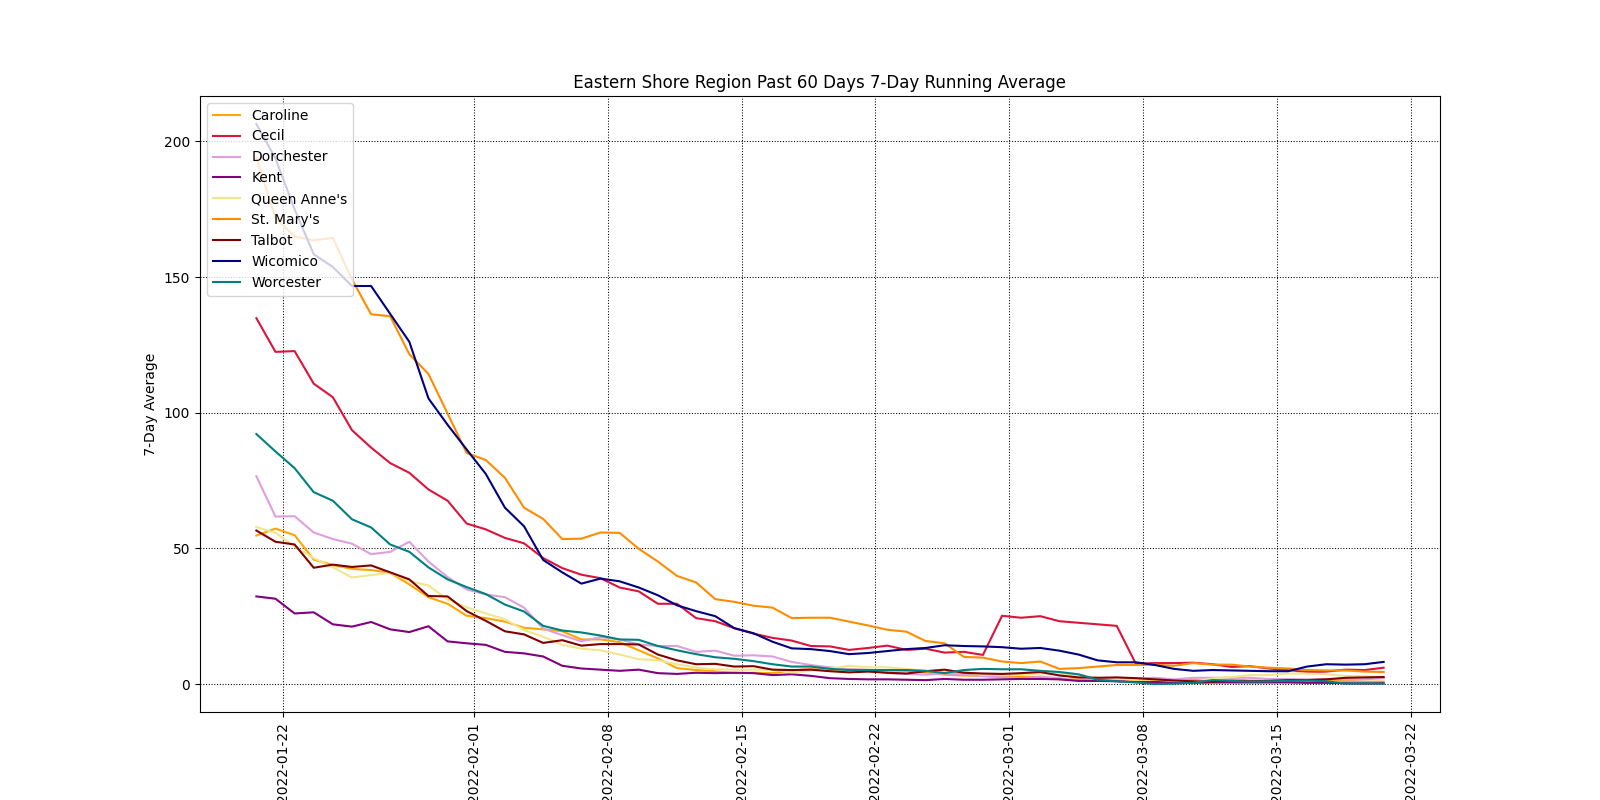 Eastern Shore Region Past 60 Days 7-Day Running Average
Caroline
Cecil
Dorchester
Kent
Queen Anne's
St. Mary's
Talbot
Wicomico
Worcester
7-Day Average
200
150
100
50
0
2022-01-22
2022-02-01
2022-02-08
2022-02-15
2022-02-22
2022-03-01
2022-03-08
2022-03-15
2022-03-22